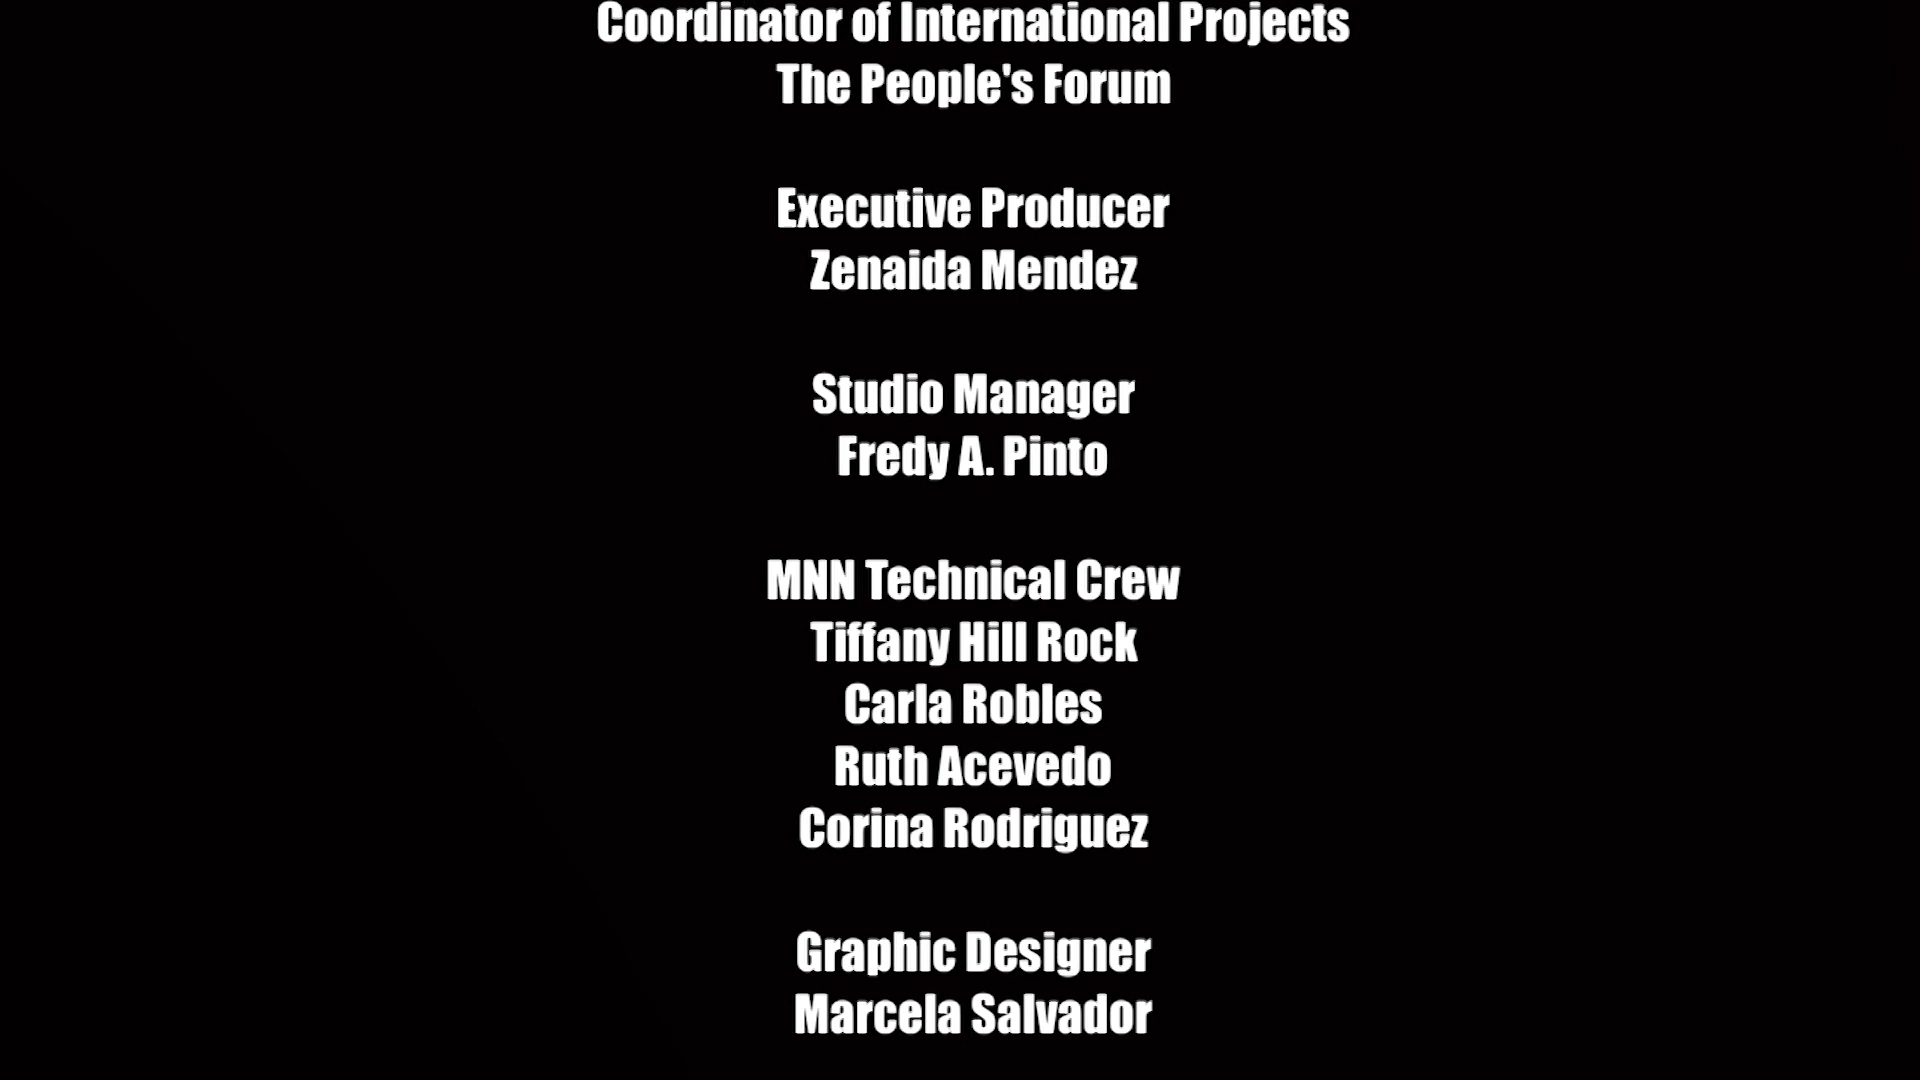 Coordinator of International Projects
The People's Forum
Executive Producer
Zenaida Mendez
Studio Manager
Fredy A. Pinto
MNN Technical Crew
Tiffany Hill Rock
Carla Robles
Ruth Acevedo
Corina Rodriguez
Graphic Designer
Marcela Salvador